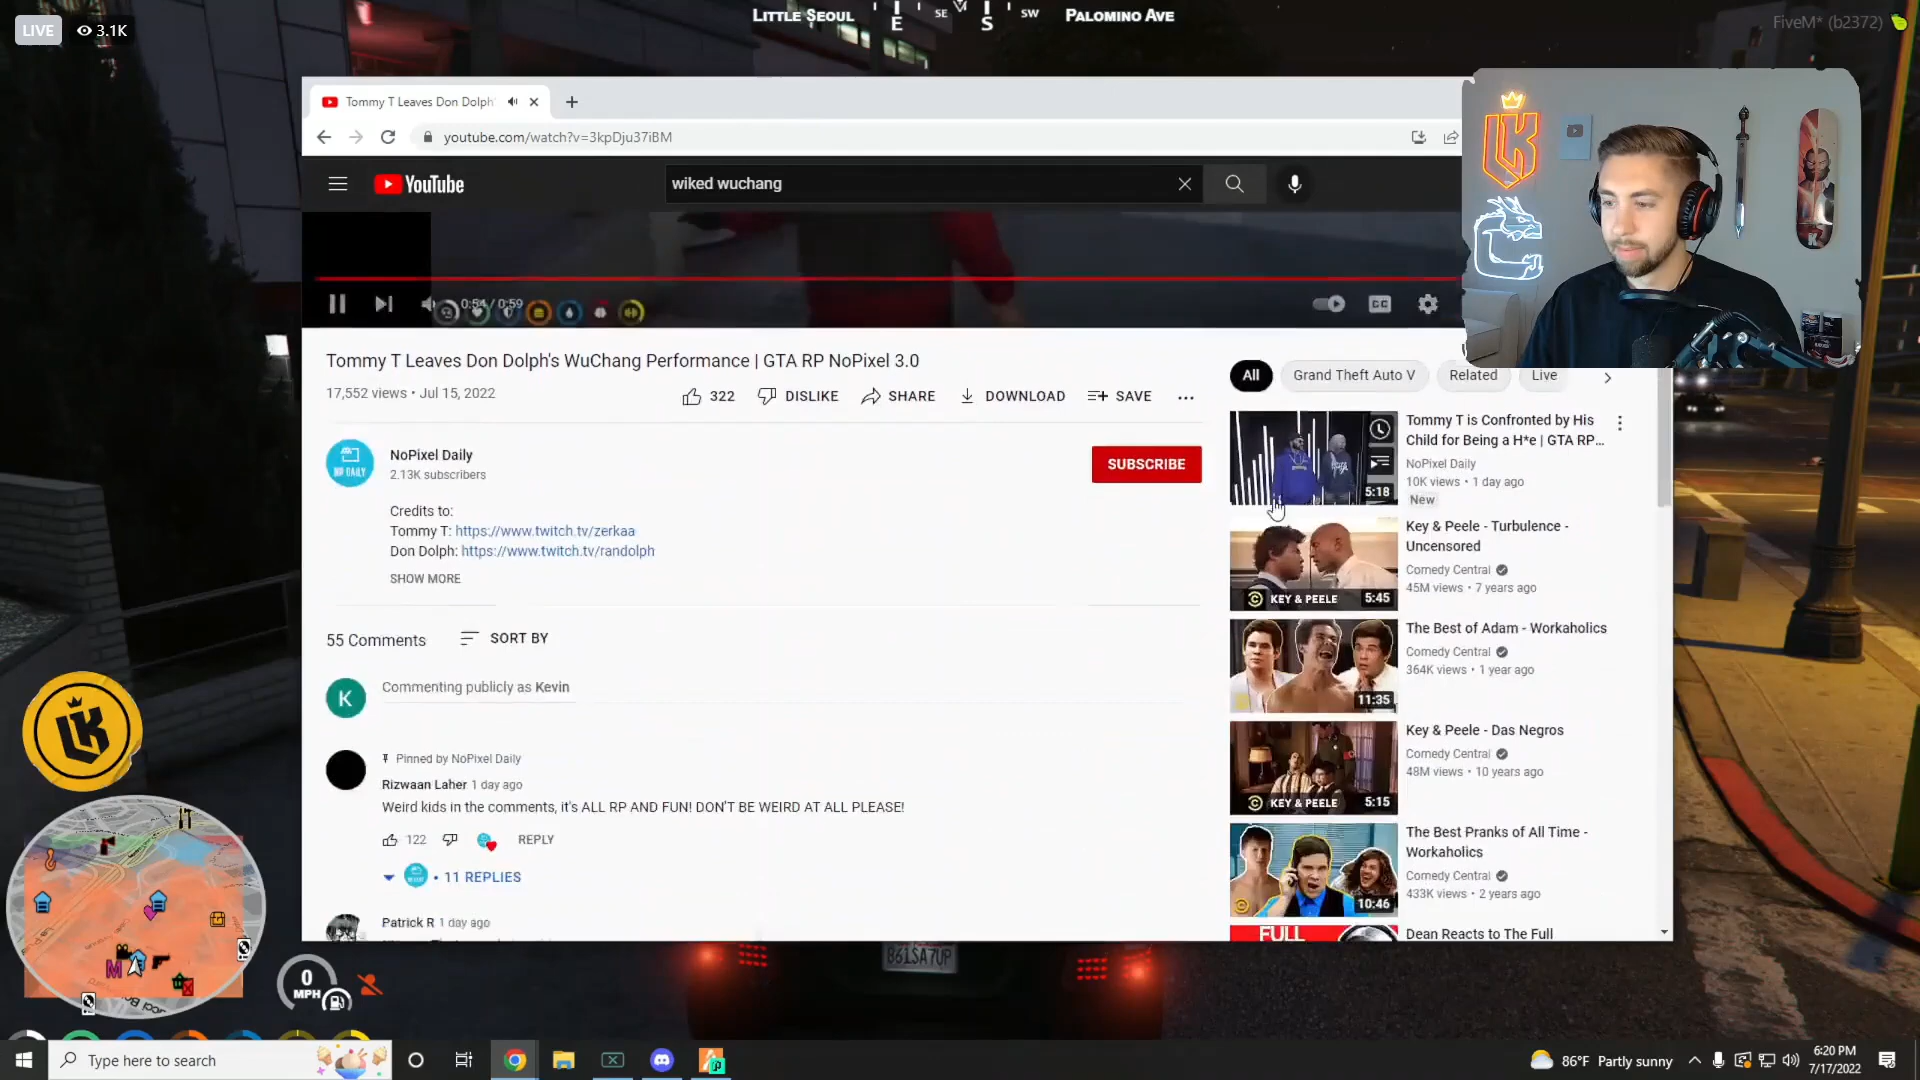 LIVE 3.1K
LITTLE SEOUL E SE S SW PALOMINO AVE
FiveM* (b2372)
Tommy T Leaves Don Dolph'
youtube.com/watch?v=3kpDju37iBM
YouTube
wiked wuchang
0:54 / 0:59
CC
Tommy T Leaves Don Dolph's WuChang Performance | GTA RP NoPixel 3.0
17,552 views • Jul 15, 2022
322 DISLIKE SHARE DOWNLOAD SAVE
NoPixel Daily
2.13K subscribers
SUBSCRIBE
Credits to:
Tommy T: https://www.twitch.tv/zerkaa
Don Dolph: https://www.twitch.tv/randolph
SHOW MORE
55 Comments SORT BY
K
Commenting publicly as Kevin
Pinned by NoPixel Daily
Rizwaan Laher 1 day ago
Weird kids in the comments, it's ALL RP AND FUN! DON'T BE WEIRD AT ALL PLEASE!
122 REPLY
• 11 REPLIES
Patrick R 1 day ago
All Grand Theft Auto V Related Live
Tommy T is Confronted by His
Child for Being a H*e | GTA RP...
NoPixel Daily
10K views • 1 day ago
New
5:18
Key & Peele - Turbulence -
Uncensored
Comedy Central
45M views • 7 years ago
KEY & PEELE 5:45
The Best of Adam - Workaholics
Comedy Central
364K views • 1 year ago
11:35
Key & Peele - Das Negros
Comedy Central
48M views • 10 years ago
KEY & PEELE 5:15
The Best Pranks of All Time -
Workaholics
Comedy Central
433K views • 2 years ago
10:46
FULL
Dean Reacts to The Full
LK
LK
0
MPH
M
Type here to search
86°F Partly sunny
6:20 PM
7/17/2022